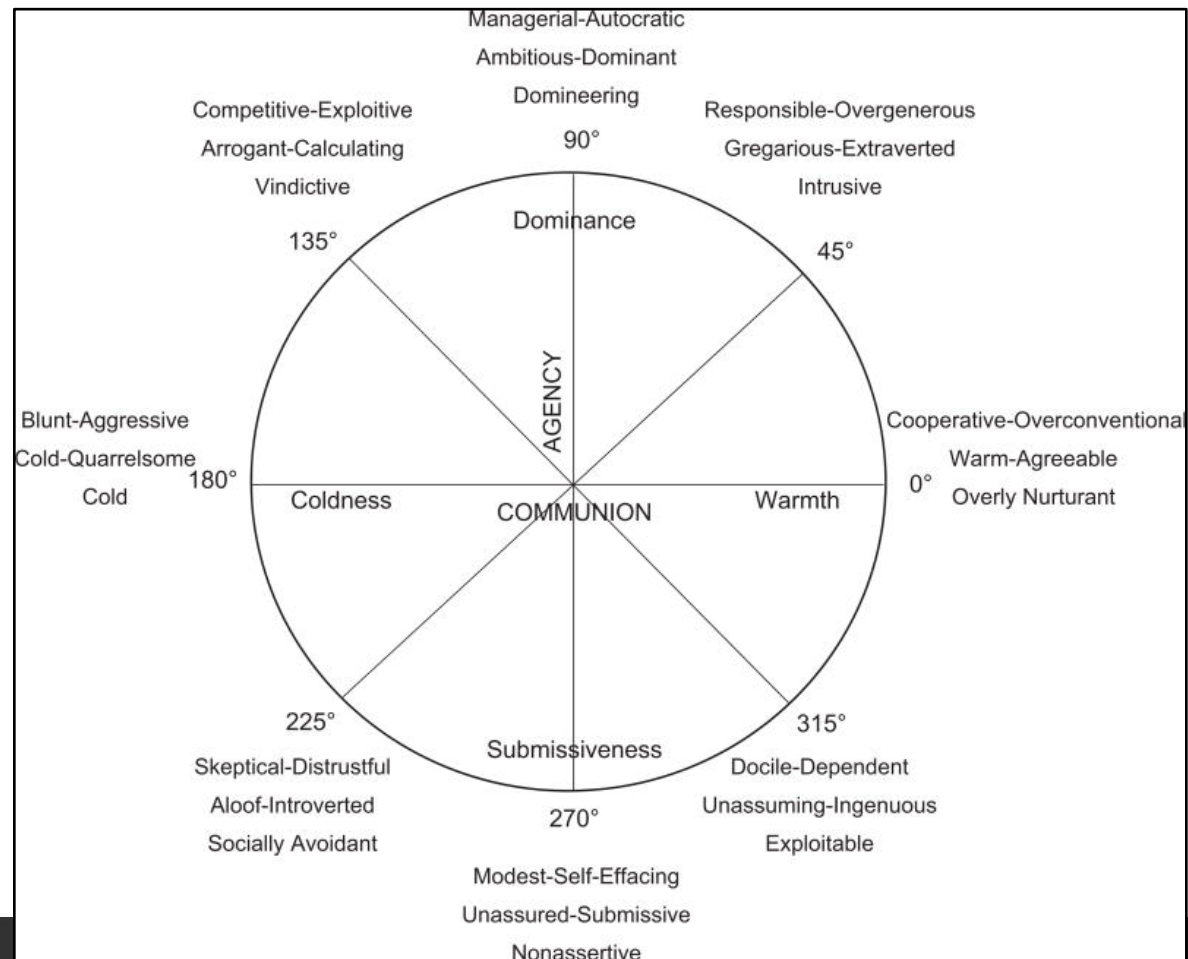 Managerial-Autocratic
Ambitious-Dominant
Domineering
90°
Competitive-Exploitive
Arrogant-Calculating
Vindictive
135°
Responsible-Overgenerous
Gregarious-Extraverted
Intrusive
45°
Dominance
AGENCY
Blunt-Aggressive
Cold-Quarrelsome
Cold
180°
Coldness
COMMUNION
Warmth
0°
Cooperative-Overconventional
Warm-Agreeable
Overly Nurturant
225°
Skeptical-Distrustful
Aloof-Introverted
Socially Avoidant
Submissiveness
270°
Modest-Self-Effacing
Unassured-Submissive
Nonassertive
315°
Docile-Dependent
Unassuming-Ingenuous
Exploitable